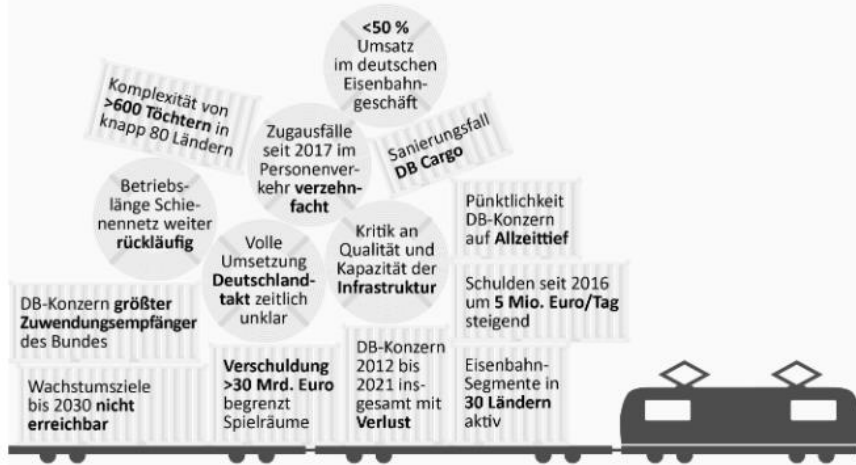 <50 %
Umsatz
im deutschen
Eisenbahn-
geschäft
Komplexität von
>600 Töchtern in
knapp 80 Ländern
Zugausfälle
seit 2017 im
Personenver-
kehr verzehn-
facht
Sanierungsfall
DB Cargo
Betriebs-
länge Schie-
nennetz weiter
rückläufig
Volle
Umsetzung
Deutschland-
takt zeitlich
unklar
Kritik an
Qualität und
Kapazität der
Infrastruktur
Pünktlichkeit
DB-Konzern
auf Allzeittief
DB-Konzern größter
Zuwendungsempfänger
des Bundes
Schulden seit 2016
um 5 Mio. Euro/Tag
steigend
Wachstumsziele
bis 2030 nicht
erreichbar
Verschuldung
>30 Mrd. Euro
begrenzt
Spielräume
DB-Konzern
2012 bis
2021 ins-
gesamt mit
Verlust
Eisenbahn-
Segmente in
30 Ländern
aktiv